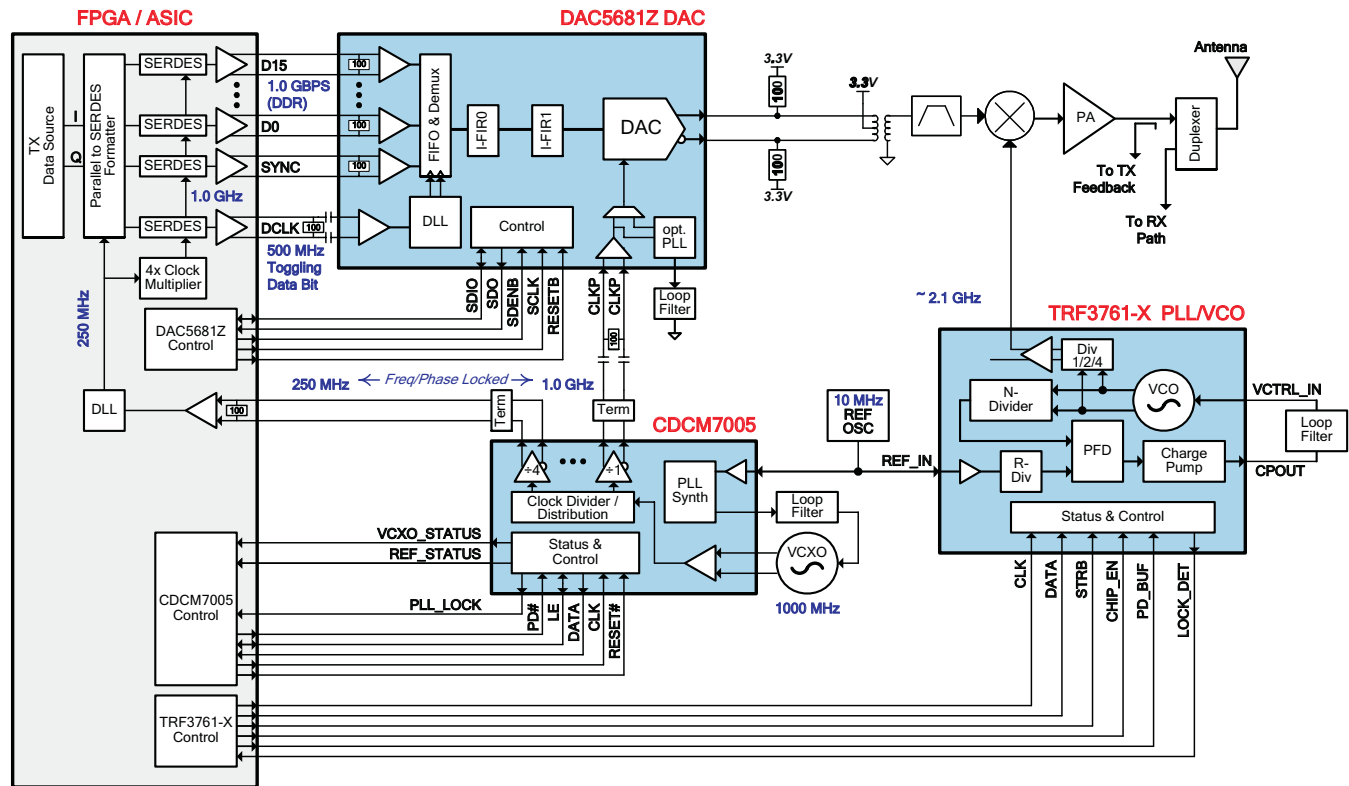 FPGA / ASIC
DAC5681Z DAC
TX
Data Source
I
Q
Parallel to SERDES
Formatter
SERDES
SERDES
SERDES
SERDES
D15
1.0 GBPS
(DDR)
D0
SYNC
1.0 GHz
DCLK
500 MHz
Toggling
Data Bit
100
100
100
100
FIFO & Demux
I-FIR0
I-FIR1
DAC
DLL
Control
opt.
PLL
Loop
Filter
4x Clock
Multiplier
250 MHz
DAC5681Z
Control
SDIO
SDO
SDENB
SCLK
RESETB
CLKP
CLKP
100
3.3V
100
3.3V
100
3.3V
PA
Antenna
Duplexer
To TX
Feedback
To RX
Path
~ 2.1 GHz
TRF3761-X PLL/VCO
Div
1/2/4
N-
Divider
VCO
VCTRL_IN
Loop
Filter
CPOUT
PFD
Charge
Pump
R-
Div
REF_IN
Status & Control
CLK
DATA
STRB
CHIP_EN
PD_BUF
LOCK_DET
10 MHz
REF
OSC
250 MHz
Freq/Phase Locked
1.0 GHz
DLL
100
Term
Term
CDCM7005
÷4
÷1
PLL
Synth
Clock Divider /
Distribution
Loop
Filter
VCXO
1000 MHz
Status &
Control
VCXO_STATUS
REF_STATUS
PLL_LOCK
PD#
LE
DATA
CLK
RESET#
CDCM7005
Control
TRF3761-X
Control